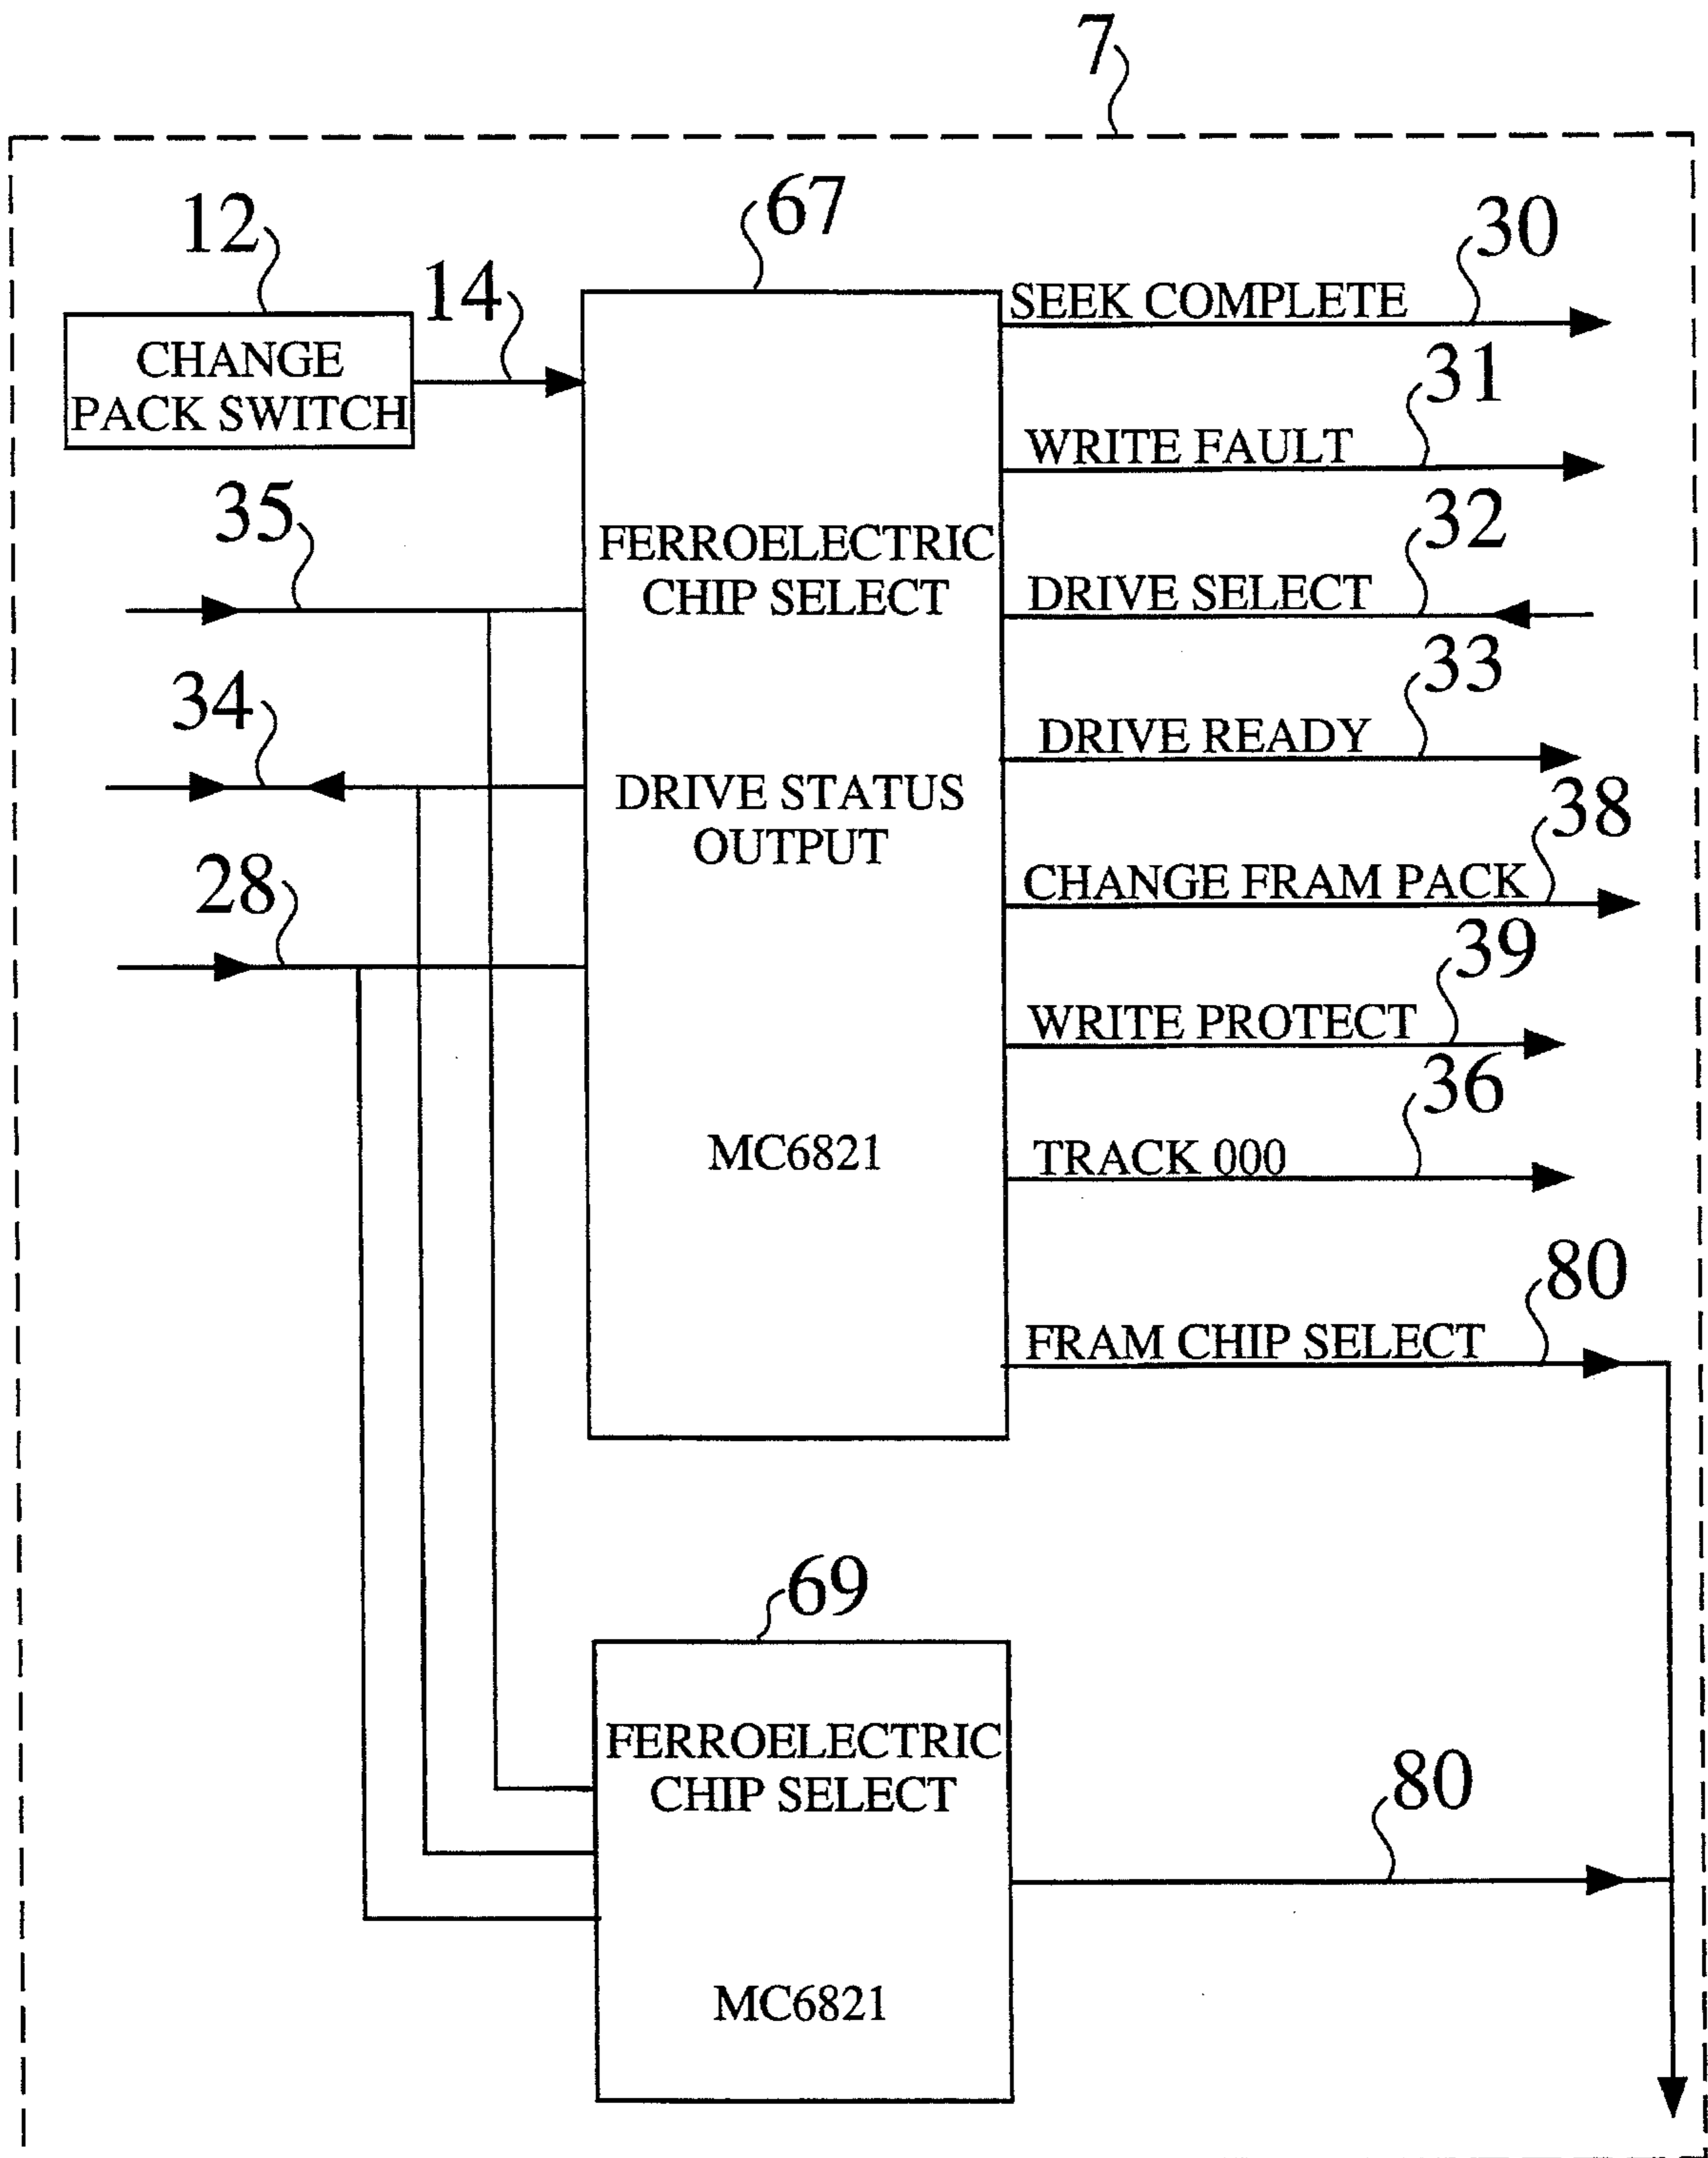 7
12
14
67
30
CHANGE
PACK SWITCH
SEEK COMPLETE
31
WRITE FAULT
35
FERROELECTRIC
CHIP SELECT
32
DRIVE SELECT
34
33
DRIVE READY
DRIVE STATUS
OUTPUT
38
CHANGE FRAM PACK
28
39
WRITE PROTECT
MC6821
36
TRACK 000
80
FRAM CHIP SELECT
69
FERROELECTRIC
CHIP SELECT
80
MC6821